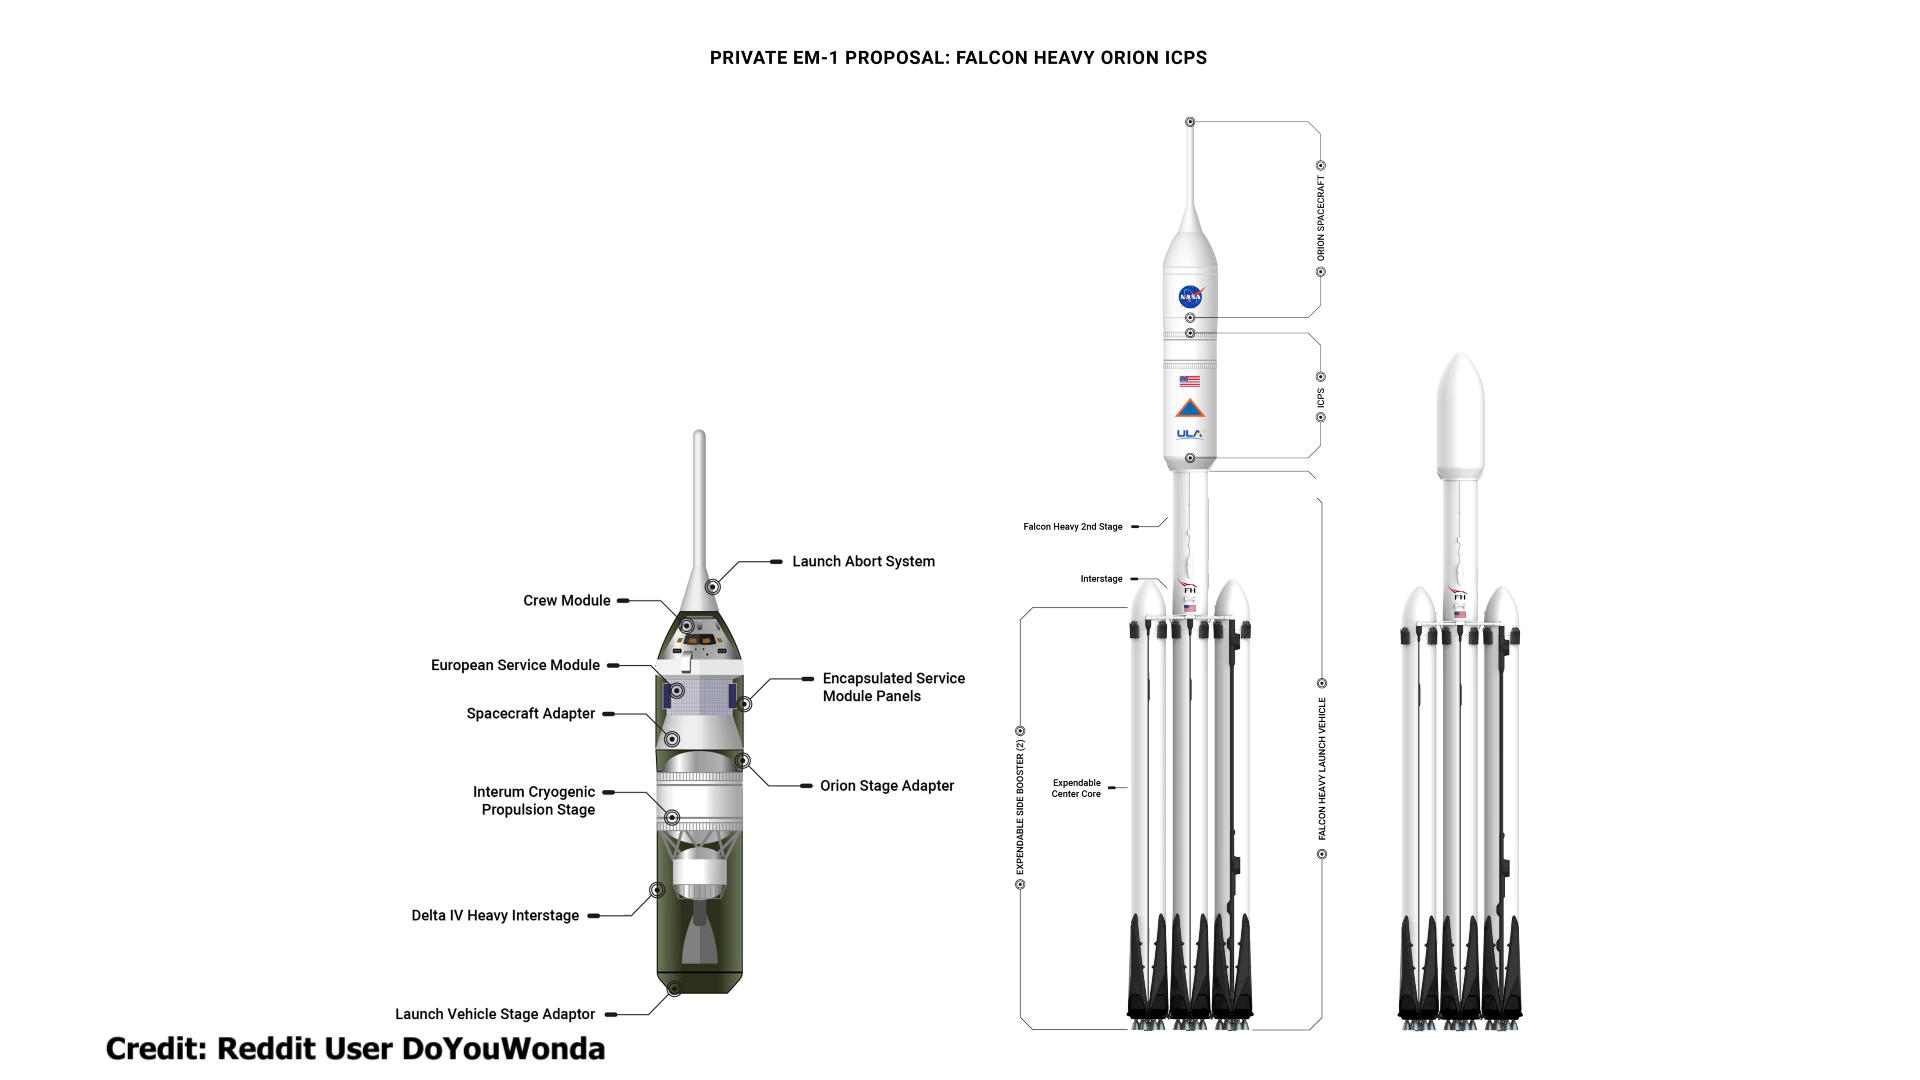 PRIVATE EM-1 PROPOSAL: FALCON HEAVY ORION ICPS
Launch Abort System
Crew Module
European Service Module
Encapsulated Service
Module Panels
Spacecraft Adapter
Orion Stage Adapter
Interum Cryogenic
Propulsion Stage
Delta IV Heavy Interstage
Launch Vehicle Stage Adaptor
Credit: Reddit User DoYouWonda
ORION SPACECRAFT
NASA
ICPS
ULA
Falcon Heavy 2nd Stage
Interstage
FH
EXPENDABLE SIDE BOOSTER (2)
Expendable
Center Core
FALCON HEAVY LAUNCH VEHICLE
FH